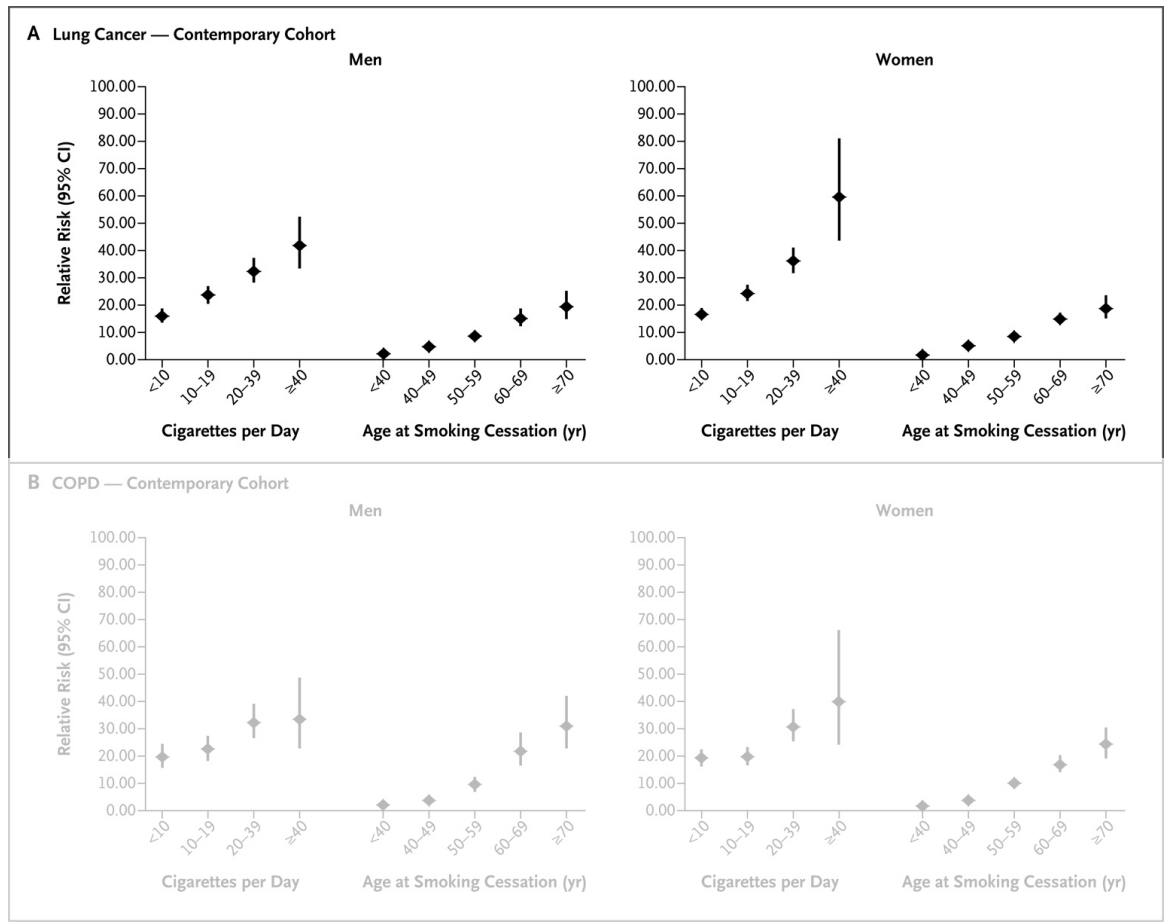 A Lung Cancer — Contemporary Cohort
Men
Women
Relative Risk (95% CI)
100.00
90.00
80.00
70.00
60.00
50.00
40.00
30.00
20.00
10.00
0.00
<10 10–19 20–39 ≥40 <40 40–49 50–59 60–69 ≥70
Cigarettes per Day Age at Smoking Cessation (yr)
100.00
90.00
80.00
70.00
60.00
50.00
40.00
30.00
20.00
10.00
0.00
<10 10–19 20–39 ≥40 <40 40–49 50–59 60–69 ≥70
Cigarettes per Day Age at Smoking Cessation (yr)
B COPD — Contemporary Cohort
Men
Women
Relative Risk (95% CI)
100.00
90.00
80.00
70.00
60.00
50.00
40.00
30.00
20.00
10.00
0.00
<10 10–19 20–39 ≥40 <40 40–49 50–59 60–69 ≥70
Cigarettes per Day Age at Smoking Cessation (yr)
100.00
90.00
80.00
70.00
60.00
50.00
40.00
30.00
20.00
10.00
0.00
<10 10–19 20–39 ≥40 <40 40–49 50–59 60–69 ≥70
Cigarettes per Day Age at Smoking Cessation (yr)